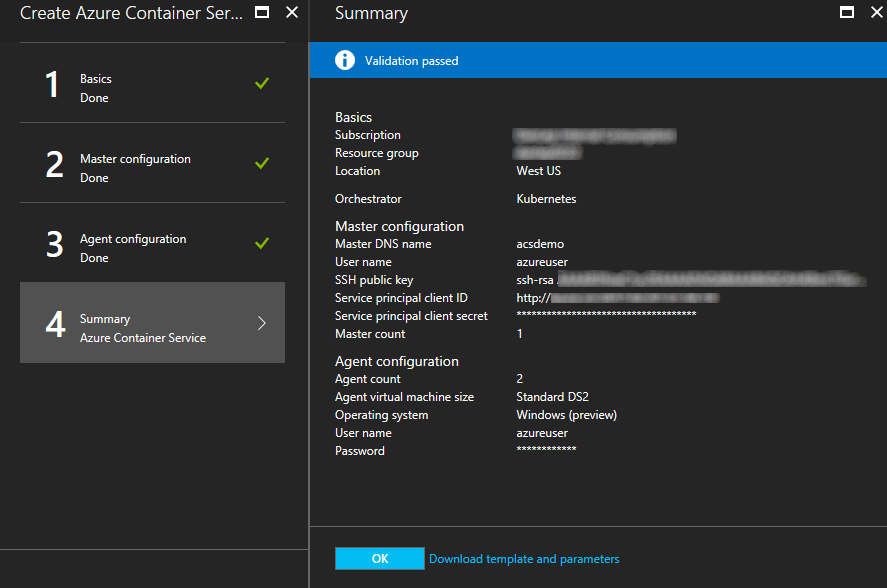 Create Azure Container Ser...
1
Basics
Done
2
Master configuration
Done
3
Agent configuration
Done
4
Summary
Azure Container Service
Summary
Validation passed
Basics
Subscription
Resource group
Location West US
Orchestrator Kubernetes
Master configuration
Master DNS name acsdemo
User name azureuser
SSH public key ssh-rsa
Service principal client ID http://
Service principal client secret ************************************
Master count 1
Agent configuration
Agent count 2
Agent virtual machine size Standard DS2
Operating system Windows (preview)
User name azureuser
Password ************
OK Download template and parameters